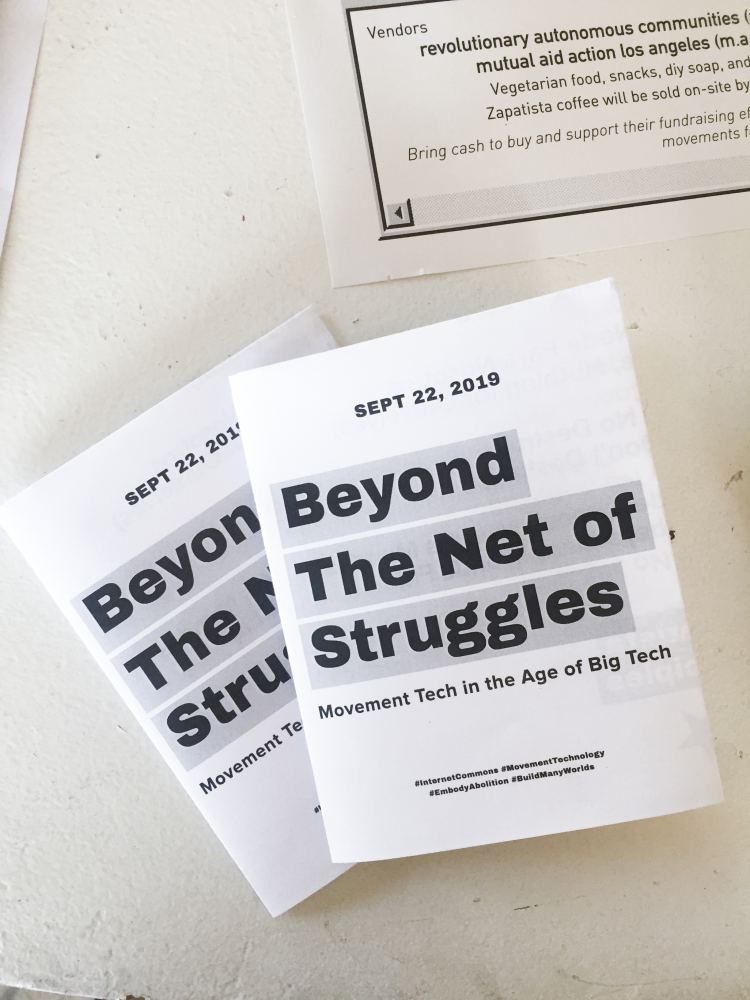 Vendors
revolutionary autonomous communities (
mutual aid action los angeles (m.a
Vegetarian food, snacks, diy soap, and
Zapatista coffee will be sold on-site by
Bring cash to buy and support their fundraising ef
movements f
SEPT 22, 2019
Beyond
The Net of
Struggles
Movement Tech in the Age of Big Tech
#InternetCommons #MovementTechnology
#EmbodyAbolition #BuildManyWorlds
SEPT 22, 2019
Beyon
The N
Strug
Movement Te